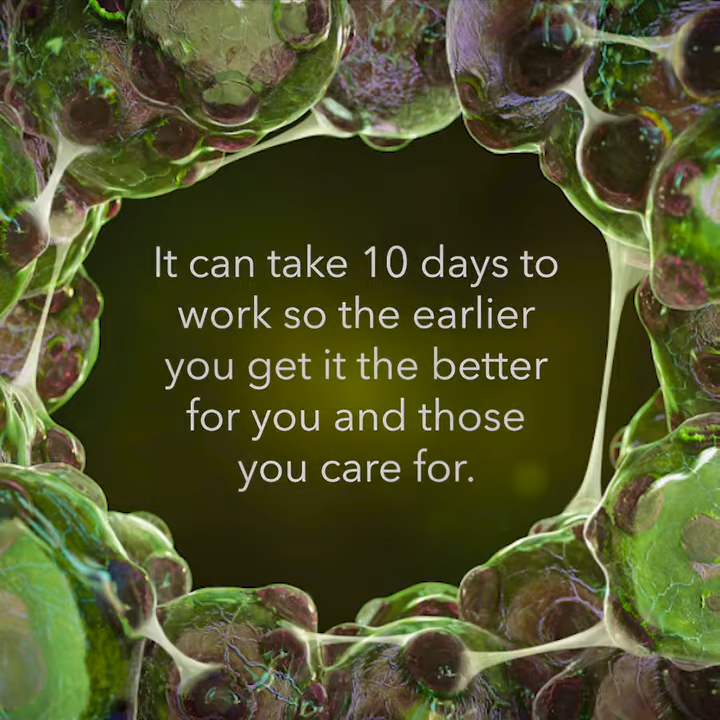 It can take 10 days to
work so the earlier
you get it the better
for you and those
you care for.